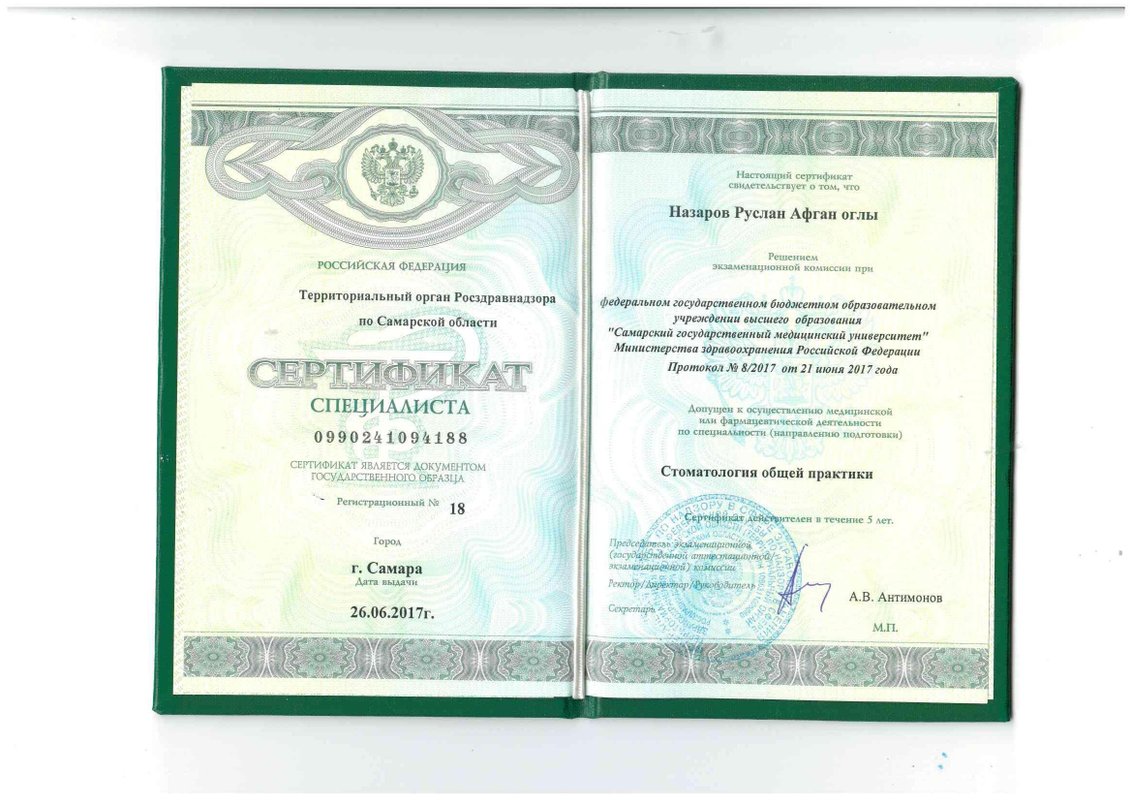 РОССИЙСКАЯ ФЕДЕРАЦИЯ
Территориальный орган Росздравнадзора
по Самарской области
СЕРТИФИКАТ
СПЕЦИАЛИСТА
0990241094188
СЕРТИФИКАТ ЯВЛЯЕТСЯ ДОКУМЕНТОМ
ГОСУДАРСТВЕННОГО ОБРАЗЦА
Регистрационный № 18
Город
г. Самара
Дата выдачи
26.06.2017г.
Настоящий сертификат
свидетельствует о том, что
Назаров Руслан Афган оглы
Решением
экзаменационной комиссии при
федеральном государственном бюджетном образовательном
учреждении высшего образования
"Самарский государственный медицинский университет"
Министерства здравоохранения Российской Федерации
Протокол № 8/2017 от 21 июня 2017 года
Допущен к осуществлению медицинской
или фармацевтической деятельности
по специальности (направлению подготовки)
Стоматология общей практики
Сертификат действителен в течение 5 лет.
Председатель экзаменационной
(государственной аттестационной/
экзаменационной) комиссии
Ректор/Директор/Руководитель
А.В. Антимонов
Секретарь
М.П.